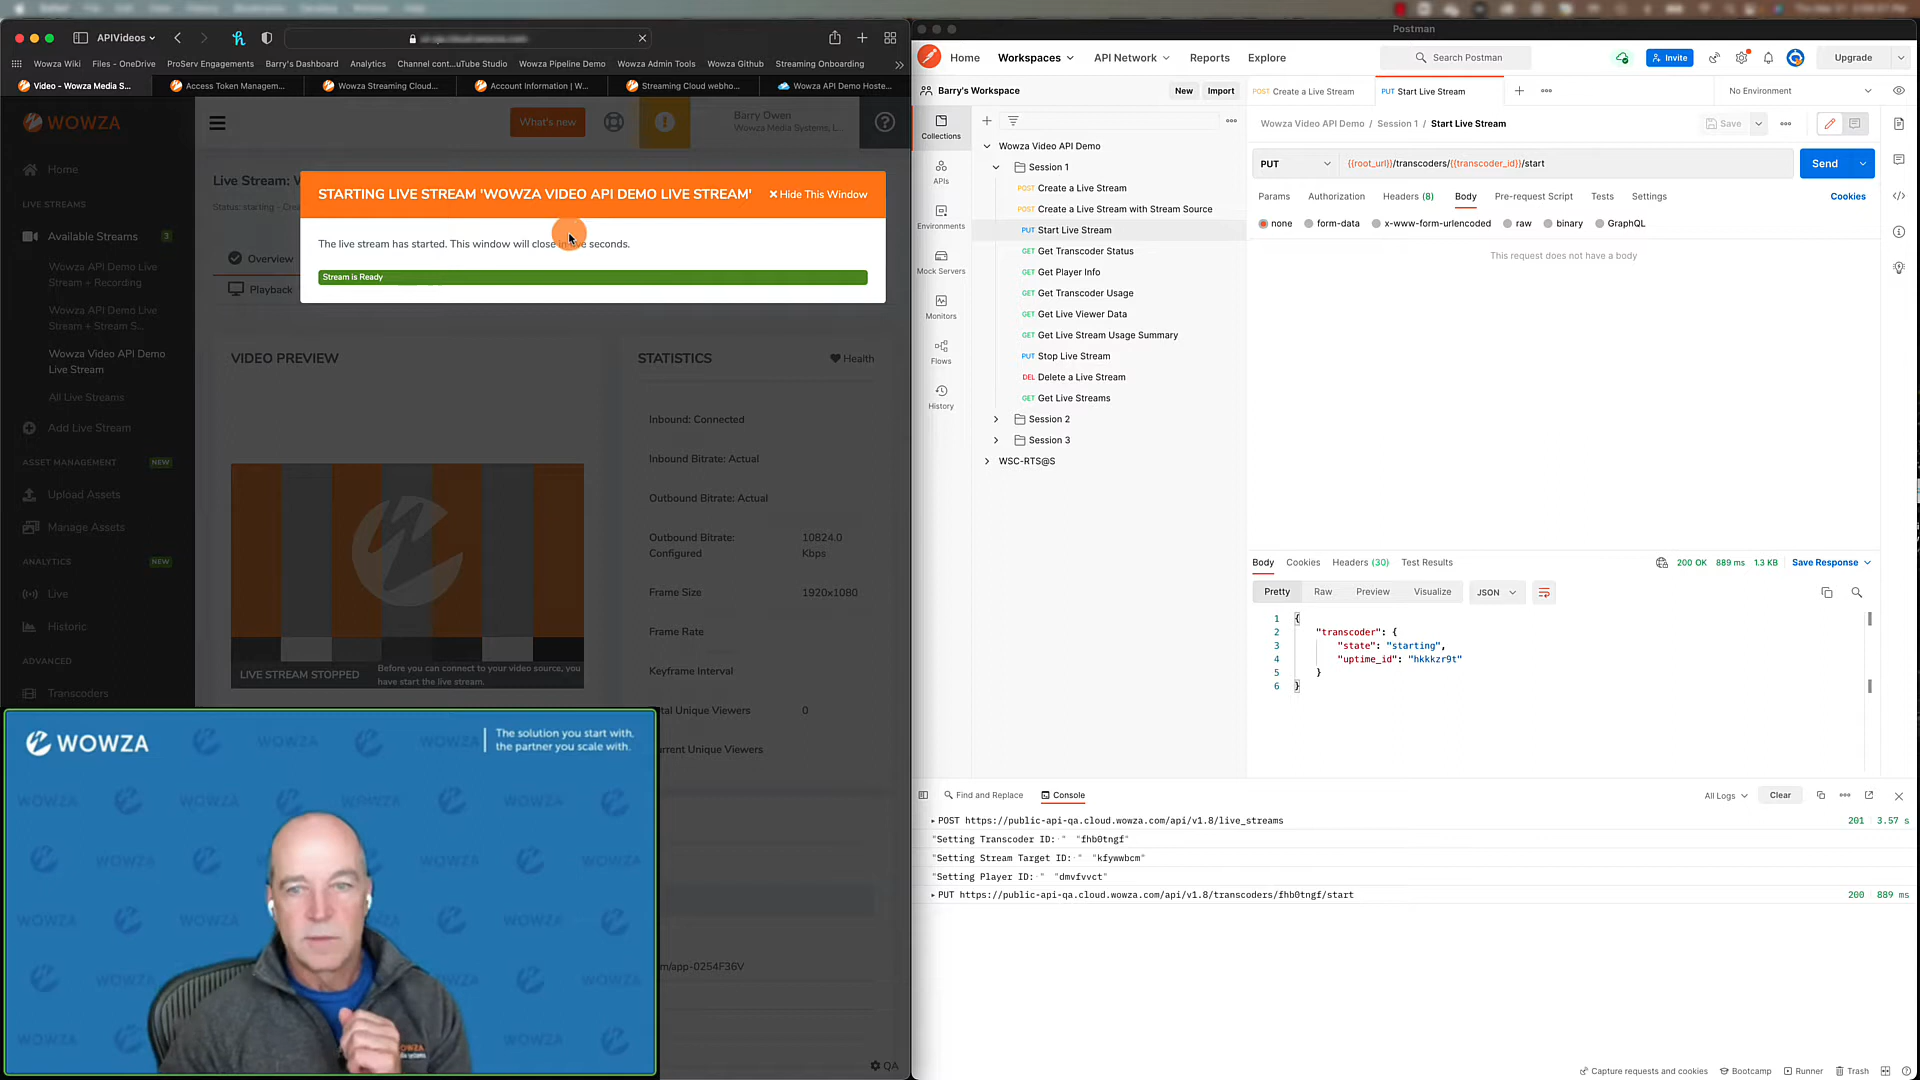 APIVideos
Wowza Wiki
Files - OneDrive
ProServ Engagements
Barry's Dashboard
Analytics
Channel cont...uTube Studio
Wowza Pipeline Demo
Wowza Admin Tools
Wowza Github
Streaming Onboarding
Video - Wowza Media S...
Access Token Managem...
Wowza Streaming Cloud...
Account Information | W...
Streaming Cloud webho...
Wowza API Demo Hoste...
WOWZA
What's new
Barry Owen
Wowza Media Systems, L...
Home
LIVE STREAMS
Available Streams 3
Wowza API Demo Live
Stream + Recording
Wowza API Demo Live
Stream + Stream S...
Wowza Video API Demo
Live Stream
All Live Streams
Add Live Stream
ASSET MANAGEMENT NEW
Upload Assets
Manage Assets
ANALYTICS NEW
Live
Historic
ADVANCED
Transcoders
Live Stream: W
Status: starting - Crea
Overview
Playback
STARTING LIVE STREAM 'WOWZA VIDEO API DEMO LIVE STREAM'
Hide This Window
The live stream has started. This window will close in five seconds.
Stream is Ready
VIDEO PREVIEW
LIVE STREAM STOPPED
Before you can connect to your video source, you
have start the live stream.
STATISTICS
Health
Inbound: Connected
Inbound Bitrate: Actual
Outbound Bitrate: Actual
Outbound Bitrate:
Configured
10824.0
Kbps
Frame Size 1920x1080
Frame Rate
Keyframe Interval
tal Unique Viewers 0
rrent Unique Viewers
m/app-0254F36V
QA
WOWZA
The solution you start with.
the partner you scale with.
Postman
Home
Workspaces
API Network
Reports
Explore
Search Postman
Invite
Upgrade
Barry's Workspace
New
Import
POST Create a Live Stream
PUT Start Live Stream
No Environment
Collections
APIs
Environments
Mock Servers
Monitors
Flows
History
Wowza Video API Demo
Session 1
POST Create a Live Stream
POST Create a Live Stream with Stream Source
PUT Start Live Stream
GET Get Transcoder Status
GET Get Player Info
GET Get Transcoder Usage
GET Get Live Viewer Data
GET Get Live Stream Usage Summary
PUT Stop Live Stream
DEL Delete a Live Stream
GET Get Live Streams
Session 2
Session 3
WSC-RTS@S
Wowza Video API Demo / Session 1 / Start Live Stream
Save
PUT
{{root_url}}/transcoders/{{transcoder_id}}/start
Send
Params
Authorization
Headers (8)
Body
Pre-request Script
Tests
Settings
Cookies
none
form-data
x-www-form-urlencoded
raw
binary
GraphQL
This request does not have a body
Body
Cookies
Headers (30)
Test Results
200 OK 889 ms 1.3 KB
Save Response
Pretty
Raw
Preview
Visualize
JSON
1 {
2 "transcoder": {
3 "state": "starting",
4 "uptime_id": "hkkkzr9t"
5 }
6 }
Find and Replace
Console
All Logs
Clear
POST https://public-api-qa.cloud.wowza.com/api/v1.8/live_streams 201 3.57 s
"Setting Transcoder ID: " "fhb0tngf"
"Setting Stream Target ID: " "kfywwbcm"
"Setting Player ID: " "dmvfvvct"
PUT https://public-api-qa.cloud.wowza.com/api/v1.8/transcoders/fhb0tngf/start 200 889 ms
Capture requests and cookies
Bootcamp
Runner
Trash